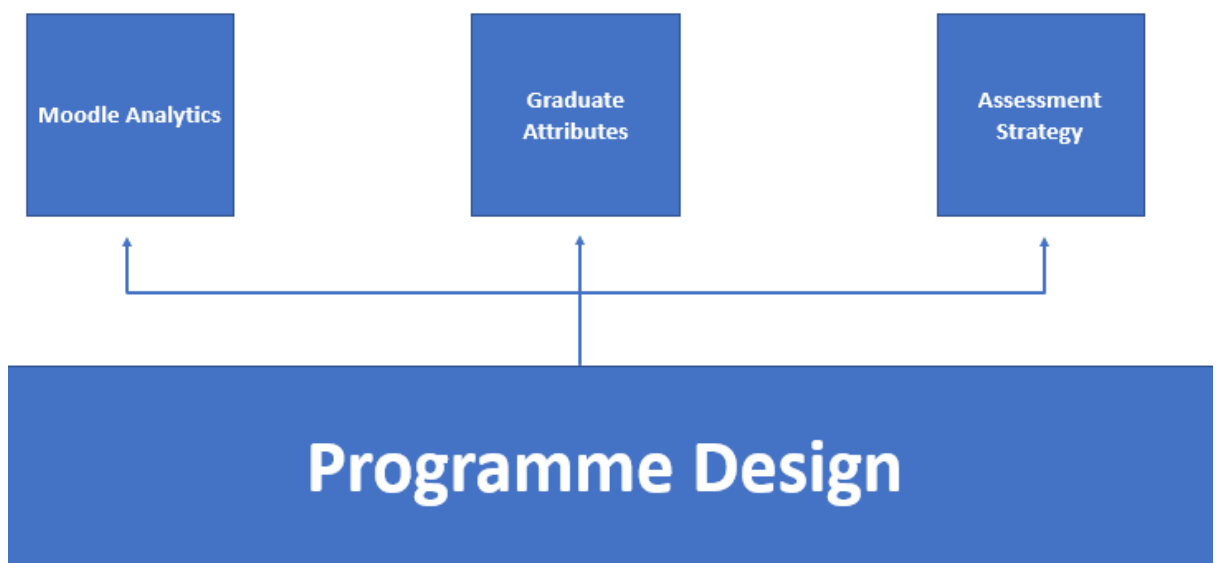 Moodle Analytics
Graduate
Attributes
Assessment
Strategy
Programme Design